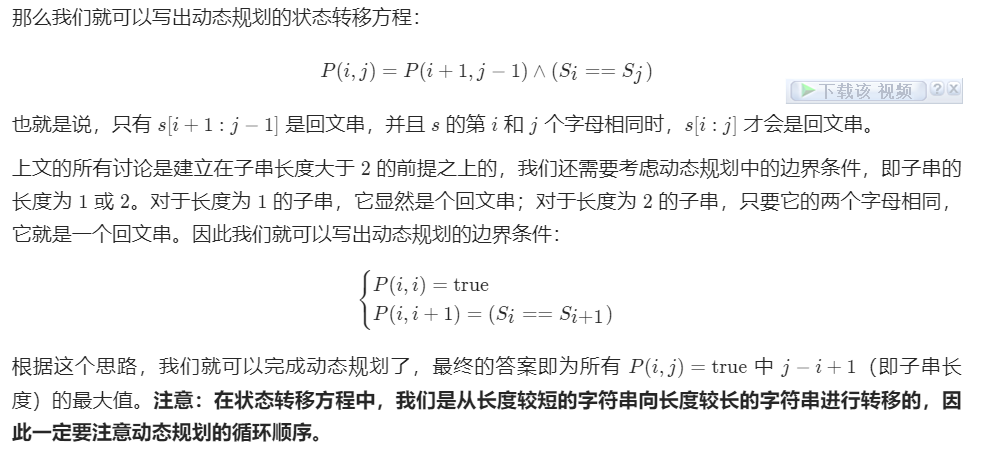 那么我们就可以写出动态规划的状态转移方程：
P(i, j) = P(i + 1, j − 1) ∧ (Si == Sj)
下载该 视频 ? X
也就是说，只有 s[i + 1 : j − 1] 是回文串，并且 s 的第 i 和 j 个字母相同时，s[i : j] 才会是回文串。
上文的所有讨论是建立在子串长度大于 2 的前提之上的，我们还需要考虑动态规划中的边界条件，即子串的
长度为 1 或 2。对于长度为 1 的子串，它显然是个回文串；对于长度为 2 的子串，只要它的两个字母相同，
它就是一个回文串。因此我们就可以写出动态规划的边界条件：
P(i, i) = true
P(i, i + 1) = (Si == Si+1)
根据这个思路，我们就可以完成动态规划了，最终的答案即为所有 P(i, j) = true 中 j − i + 1（即子串长
度）的最大值。注意：在状态转移方程中，我们是从长度较短的字符串向长度较长的字符串进行转移的，因
此一定要注意动态规划的循环顺序。